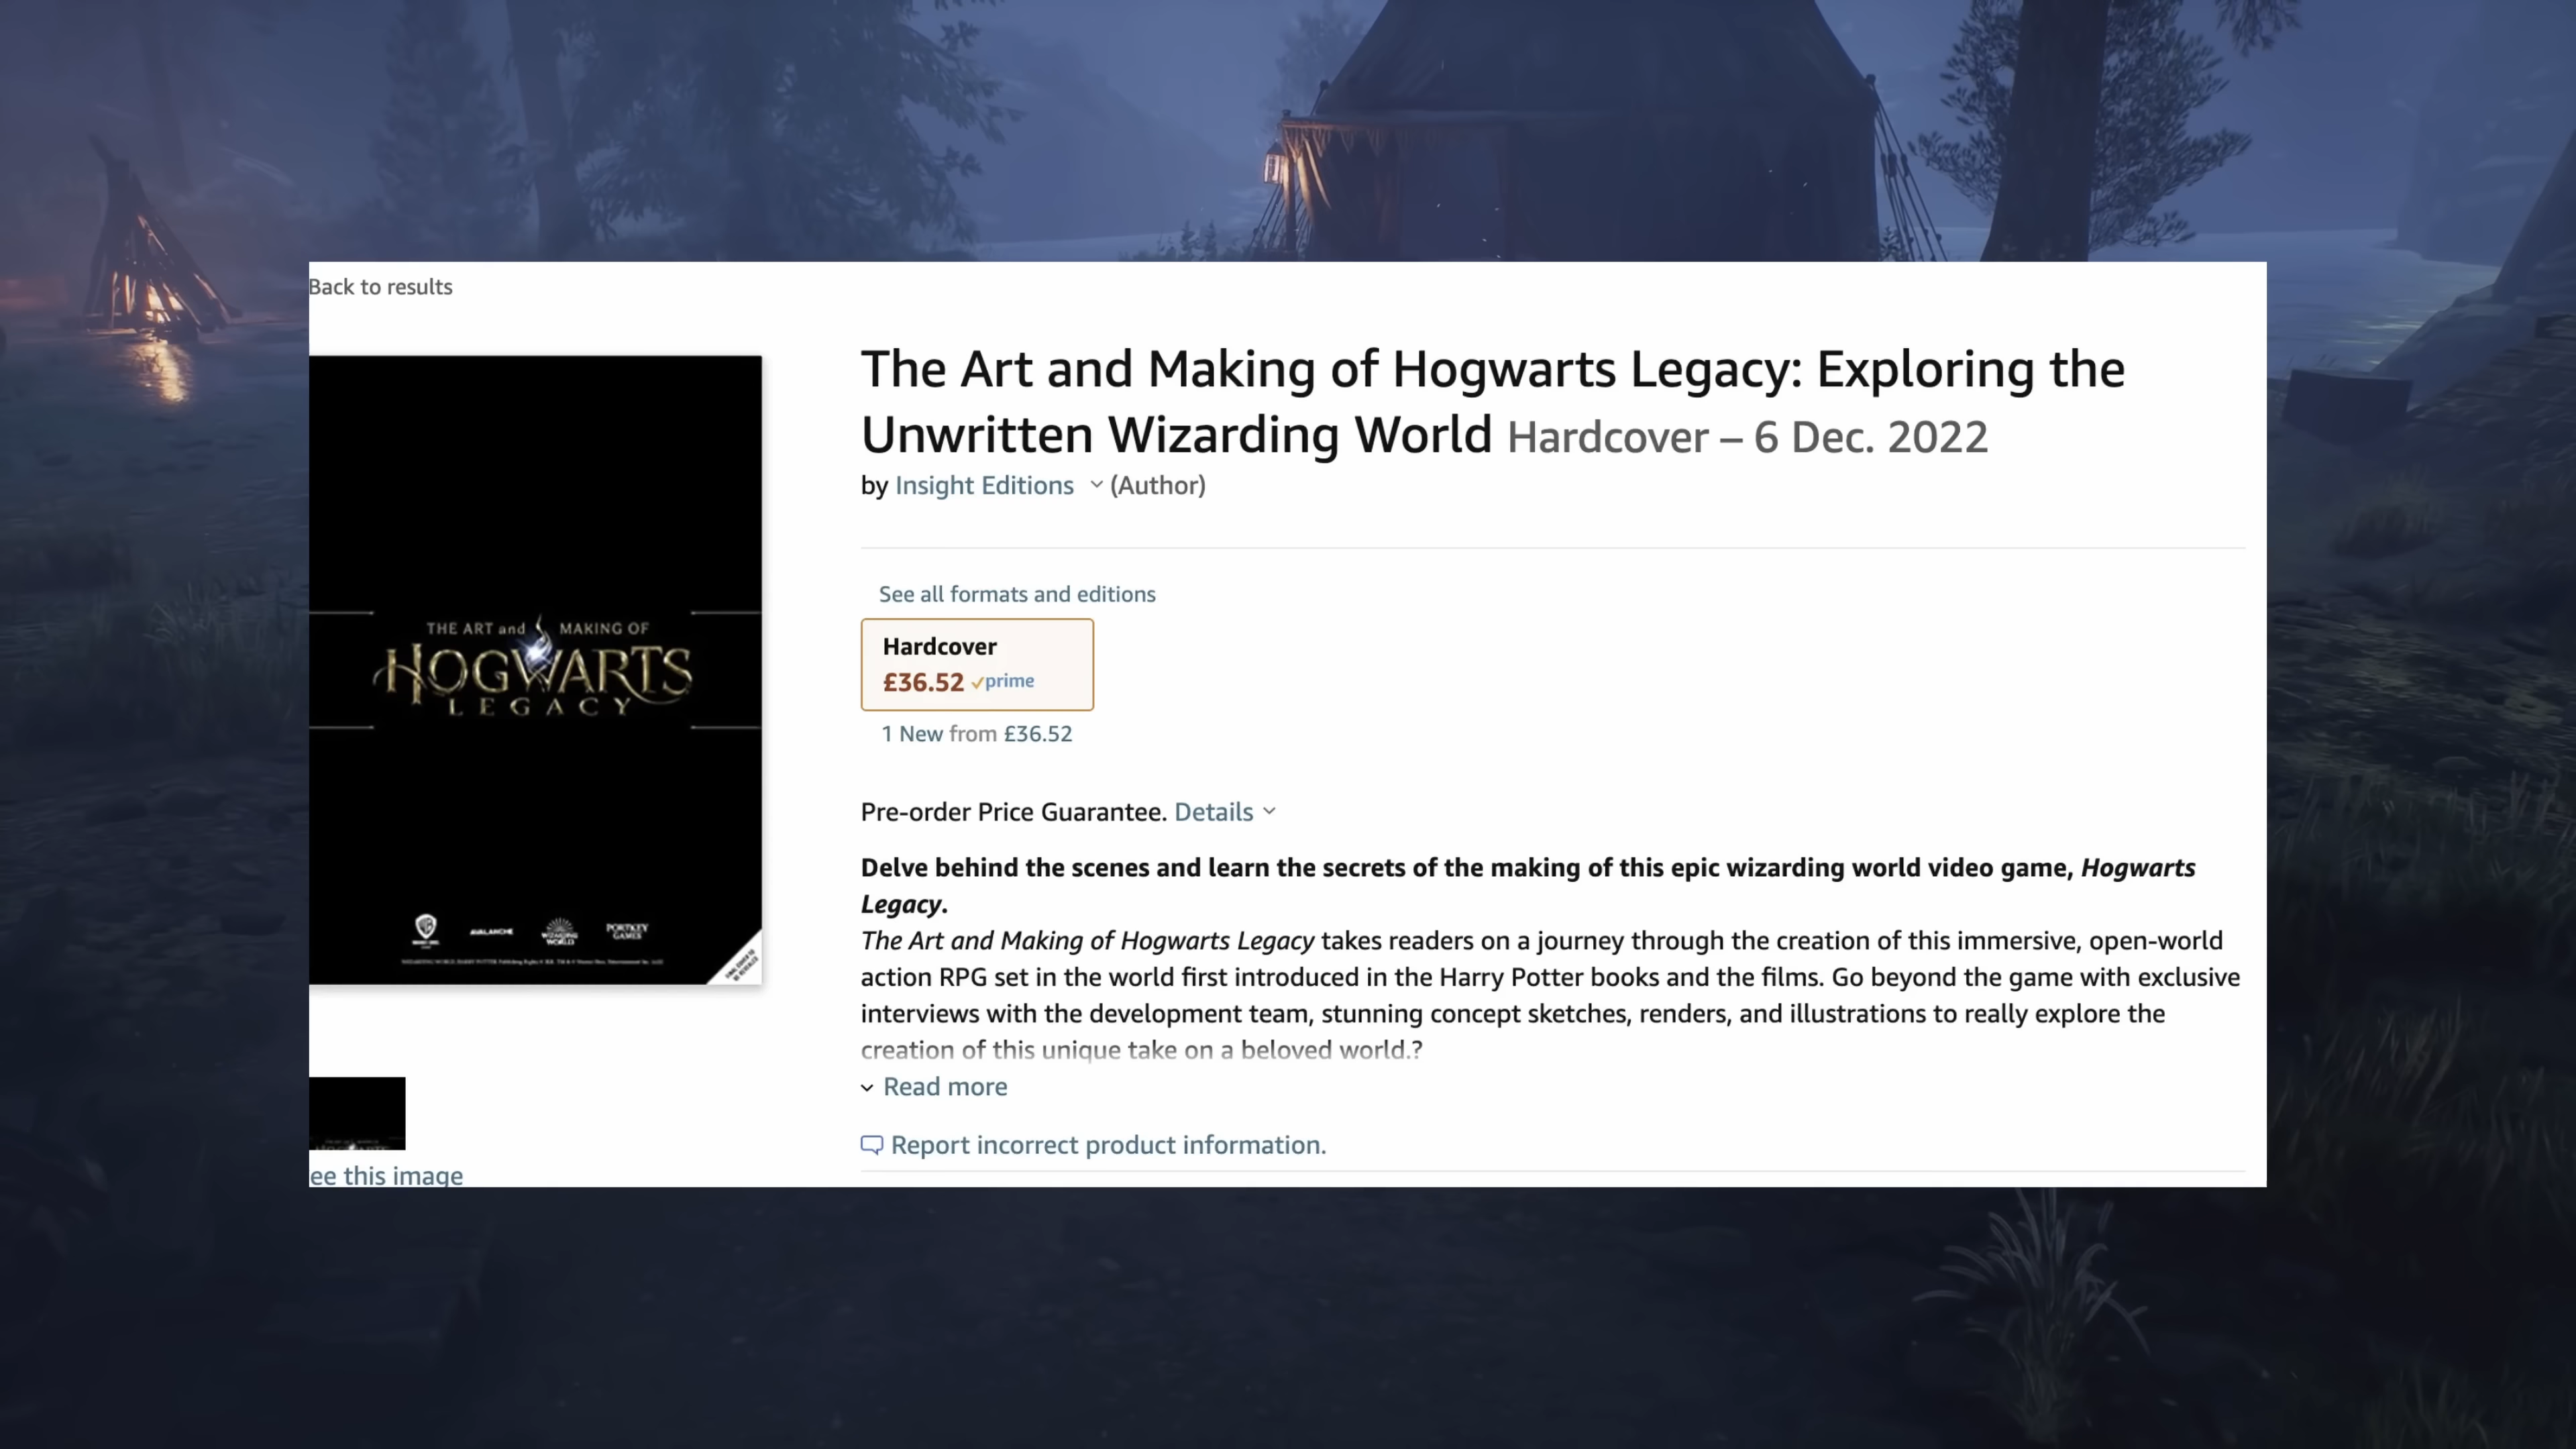 Back to results
The Art and Making of Hogwarts Legacy: Exploring the
Unwritten Wizarding World Hardcover – 6 Dec. 2022
by Insight Editions (Author)
See all formats and editions
Hardcover
£36.52 prime
1 New from £36.52
Pre-order Price Guarantee. Details
Delve behind the scenes and learn the secrets of the making of this epic wizarding world video game, Hogwarts
Legacy.
The Art and Making of Hogwarts Legacy takes readers on a journey through the creation of this immersive, open-world
action RPG set in the world first introduced in the Harry Potter books and the films. Go beyond the game with exclusive
interviews with the development team, stunning concept sketches, renders, and illustrations to really explore the
creation of this unique take on a beloved world.?
Read more
Report incorrect product information.
THE ART and MAKING OF
HOGWARTS
LEGACY
AVALANCHE
WIZARDING
WORLD
PORTKEY
GAMES
ee this image